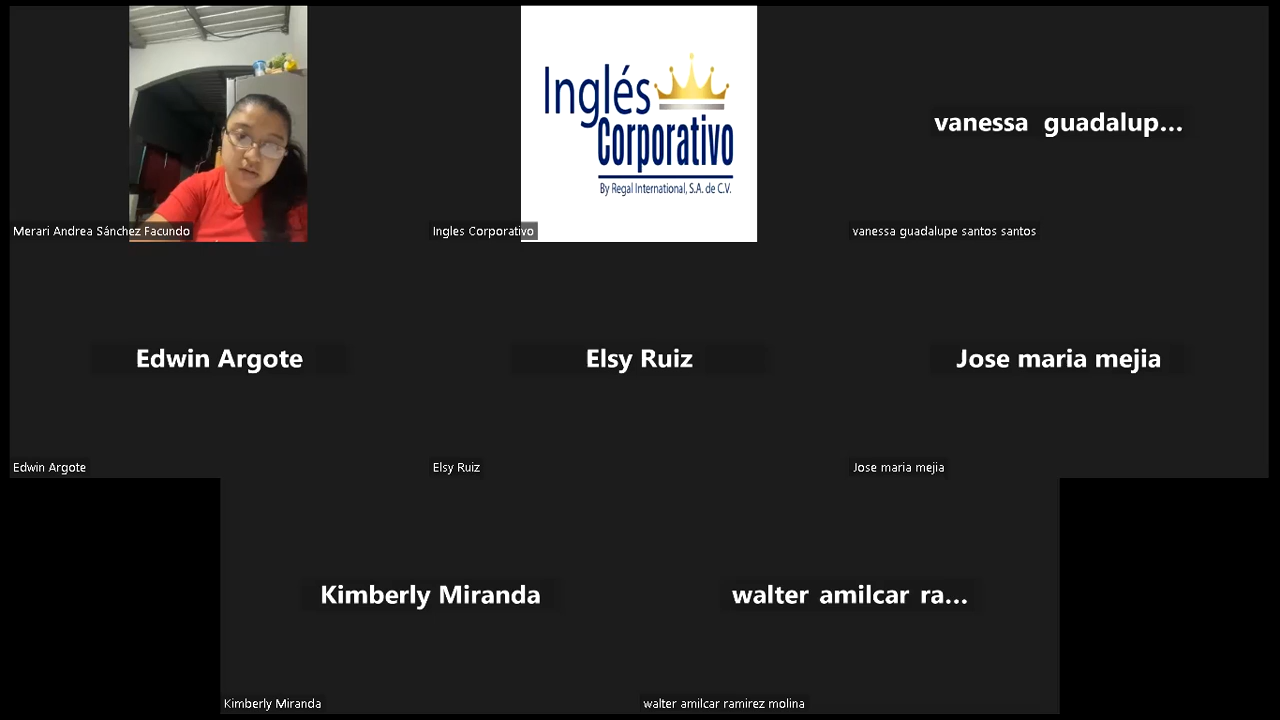 Inglés
Corporativo
By Regal International, S.A. de C.V.
vanessa guadalup...
Merari Andrea Sánchez Facundo
Ingles Corporativo
vanessa guadalupe santos santos
Edwin Argote
Elsy Ruiz
Jose maria mejia
Edwin Argote
Elsy Ruiz
Jose maria mejia
Kimberly Miranda
walter amilcar ra...
Kimberly Miranda
walter amilcar ramirez molina